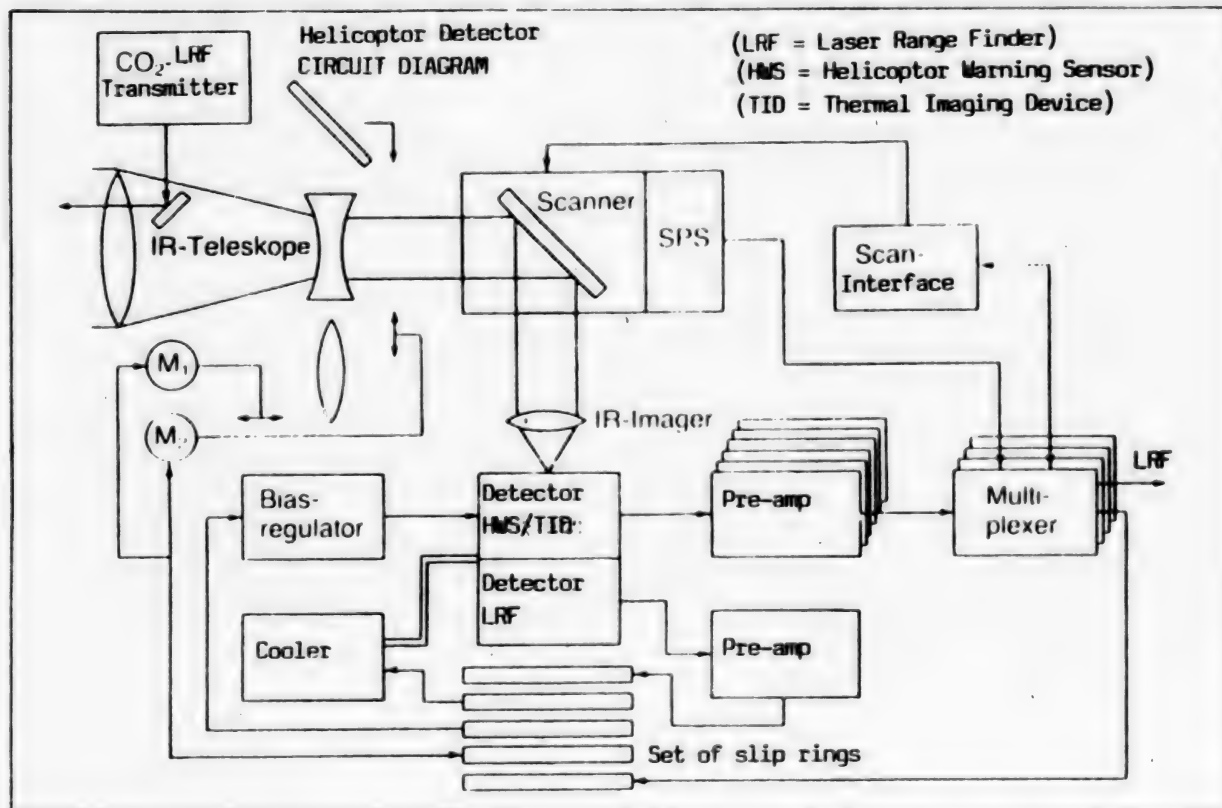 Helicoptor Detector
CIRCUIT DIAGRAM
(LRF = Laser Range Finder)
(HWS = Helicoptor Warning Sensor)
(TID = Thermal Imaging Device)
CO₂-LRF
Transmitter
IR-Teleskope
Scanner
SPS
Scan-
Interface
M₁
M₂
IR-Imager
Bias-
regulator
Detector
HWS/TID
Pre-amp
Multi-
plexer
LRF
Detector
LRF
Cooler
Pre-amp
Set of slip rings